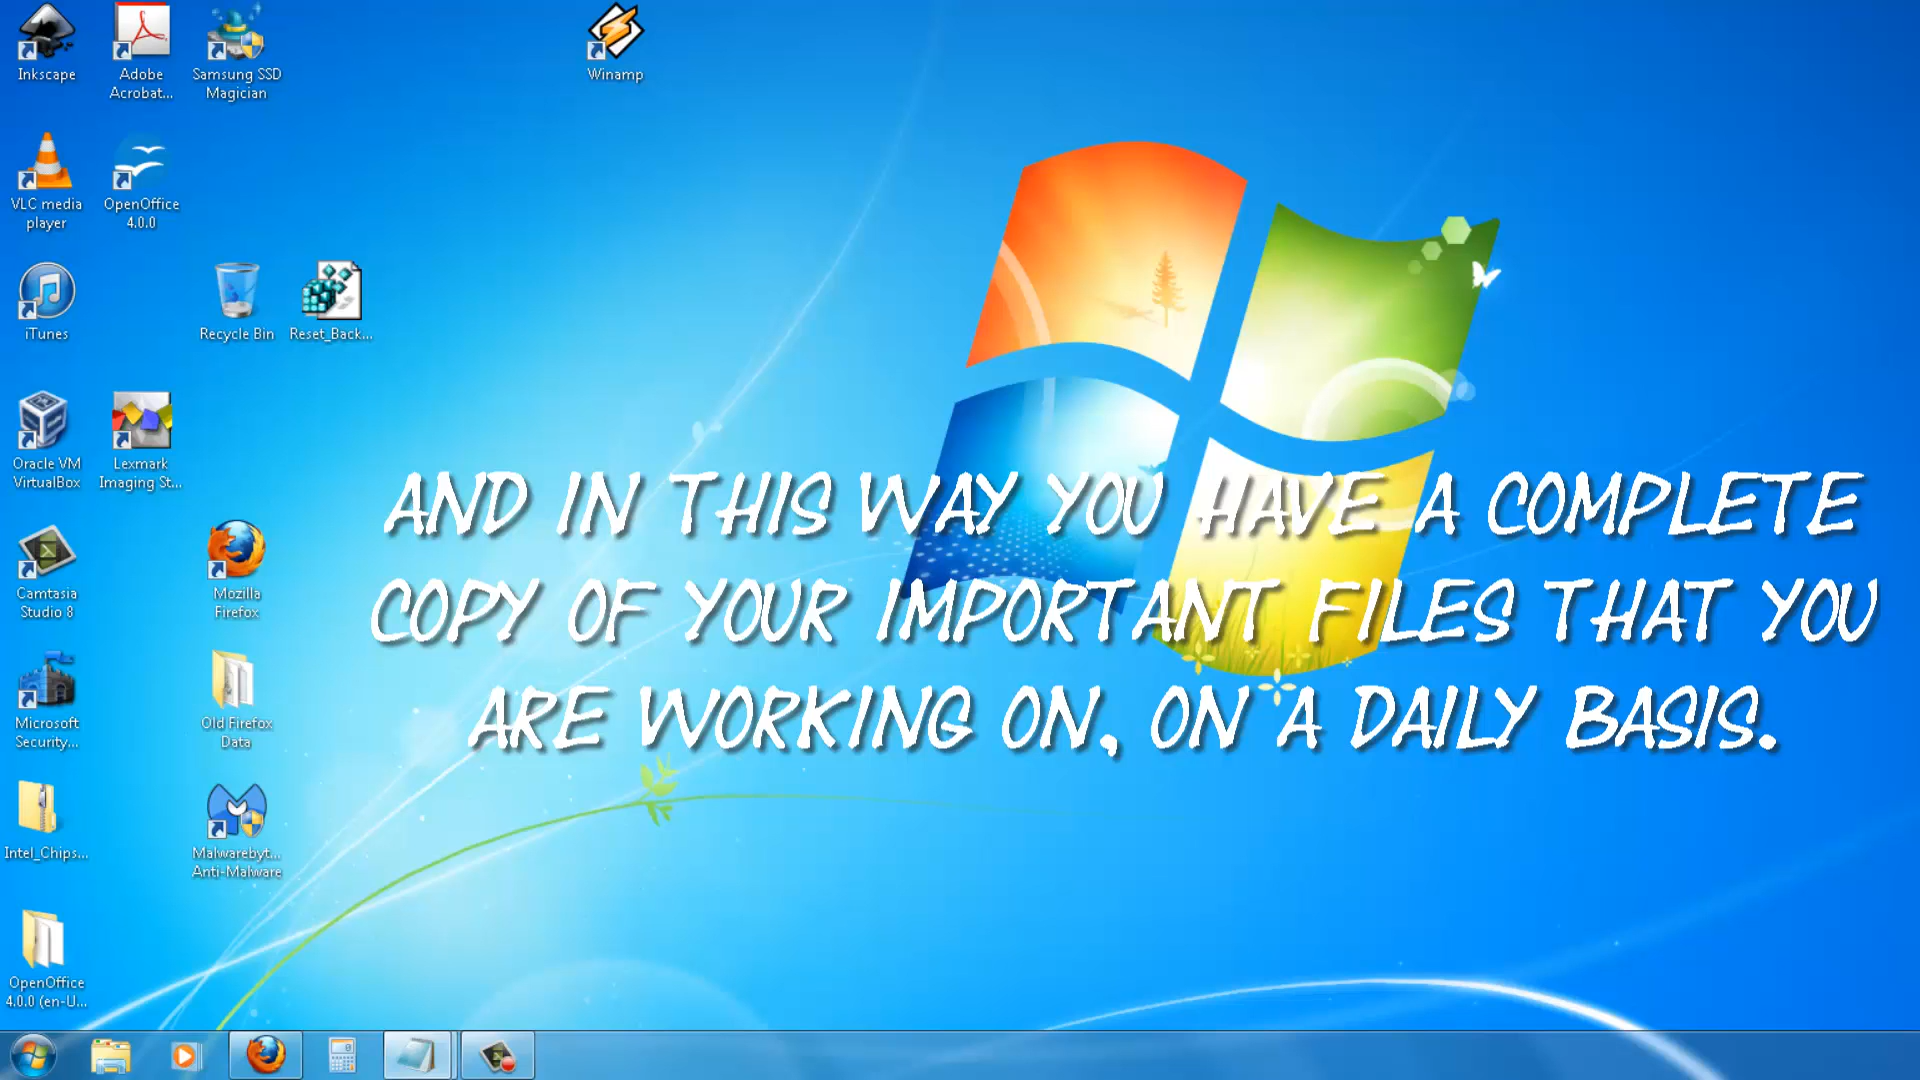 Inkscape
Adobe
Acrobat...
Samsung SSD
Magician
Winamp
VLC media
player
OpenOffice
4.0.0
iTunes
Recycle Bin
Reset_Back...
Oracle VM
VirtualBox
Lexmark
Imaging St...
AND IN THIS WAY YOU HAVE A COMPLETE
COPY OF YOUR IMPORTANT FILES THAT YOU
ARE WORKING ON, ON A DAILY BASIS.
Camtasia
Studio 8
Mozilla
Firefox
Microsoft
Security...
Old Firefox
Data
Intel_Chips...
Malwarebyt...
Anti-Malware
OpenOffice
4.0.0 (en-U...